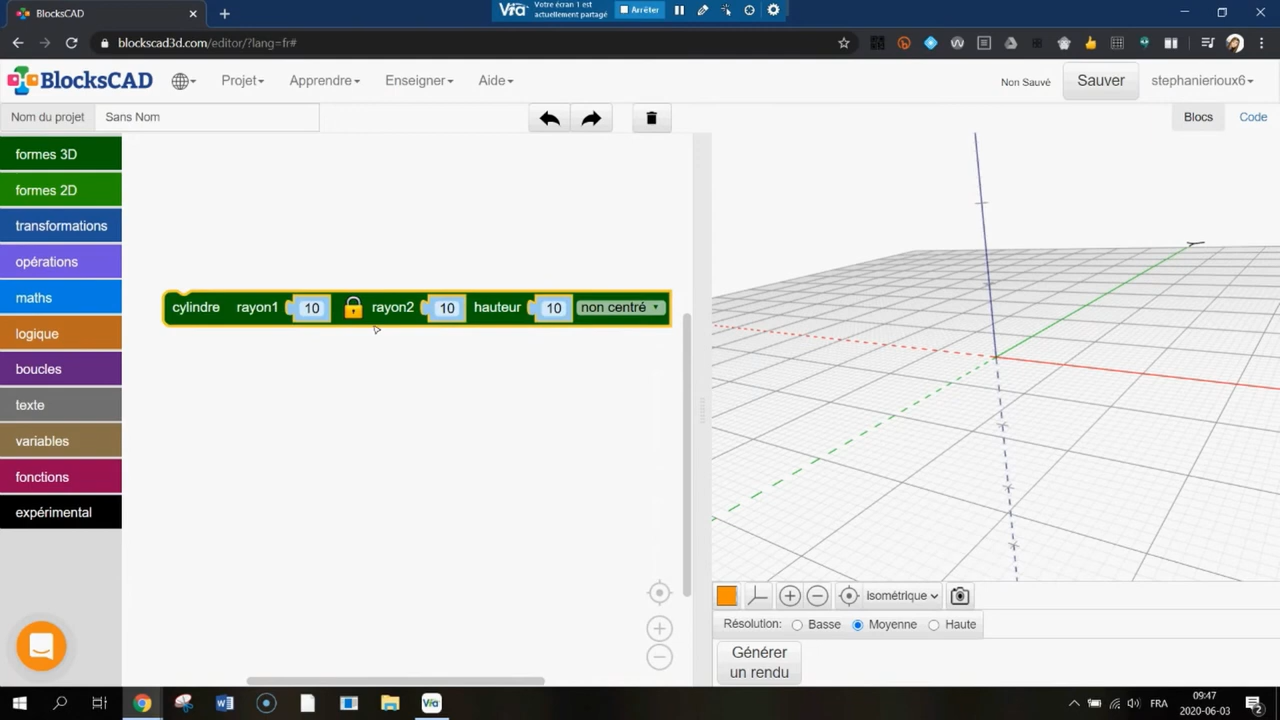 BlocksCAD
Via
Votre écran 1 est
actuellement partagé
Arrêter
blockscad3d.com/editor/?lang=fr#
BlocksCAD
Projet
Apprendre
Enseigner
Aide
Non Sauvé
Sauver
stephanierioux6
Nom du projet
Sans Nom
Blocs
Code
formes 3D
formes 2D
transformations
opérations
maths
logique
boucles
texte
variables
fonctions
expérimental
cylindre rayon1 10 rayon2 10 hauteur 10 non centré
isométrique
Résolution: Basse Moyenne Haute
Générer
un rendu
Via
FRA
09:47
2020-06-03
2